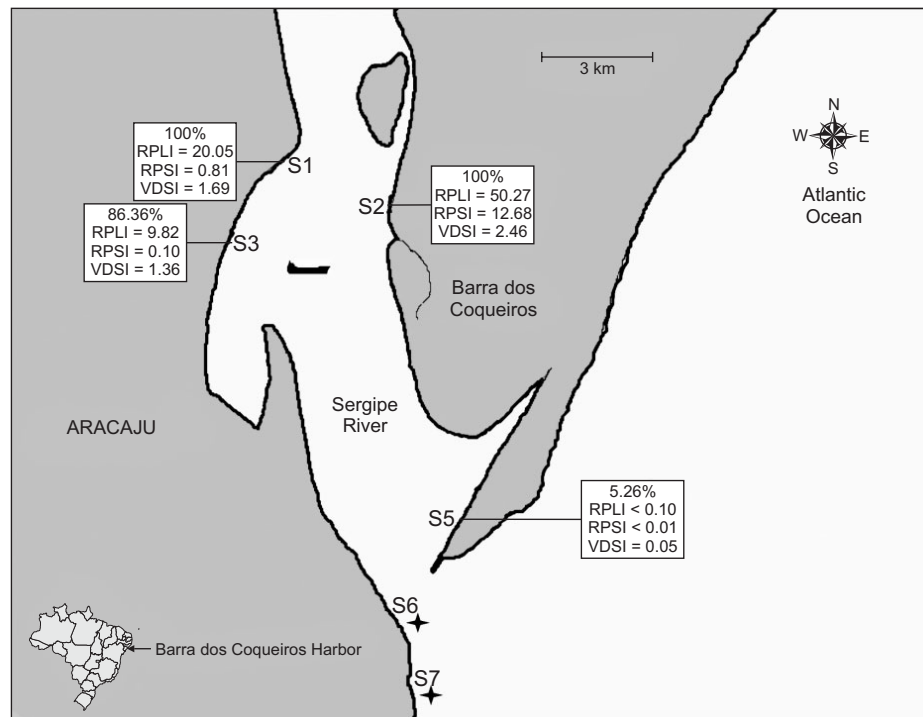 3 km
N
W
E
S
Atlantic
Ocean
100%
RPLI = 20.05
RPSI = 0.81
VDSI = 1.69
S1
100%
RPLI = 50.27
RPSI = 12.68
VDSI = 2.46
S2
86.36%
RPLI = 9.82
RPSI = 0.10
VDSI = 1.36
S3
Barra dos
Coqueiros
Sergipe
River
ARACAJU
5.26%
RPLI < 0.10
RPSI < 0.01
VDSI = 0.05
S5
S6
Barra dos Coqueiros Harbor
S7